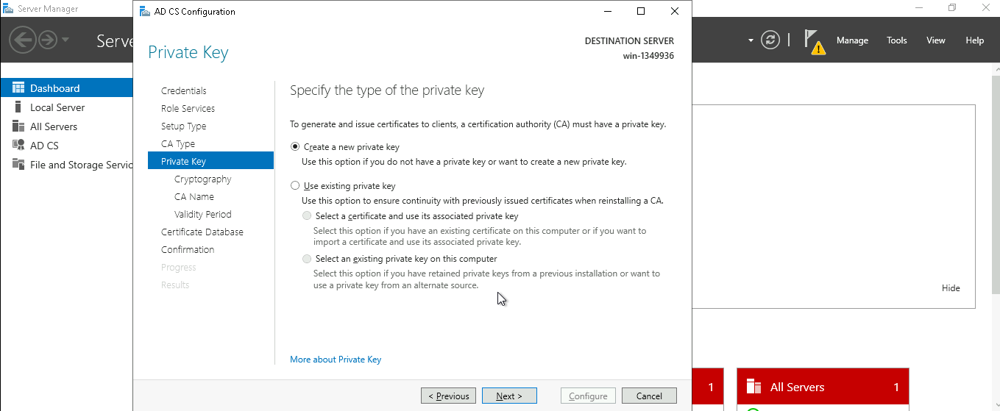 Server Manager
AD CS Configuration
Serve
Manage
Tools
View
Help
Private Key
DESTINATION SERVER
win-1349936
Dashboard
Local Server
All Servers
AD CS
File and Storage Servic
Credentials
Role Services
Setup Type
CA Type
Private Key
Cryptography
CA Name
Validity Period
Certificate Database
Confirmation
Progress
Results
Specify the type of the private key
To generate and issue certificates to clients, a certification authority (CA) must have a private key.
Create a new private key
Use this option if you do not have a private key or want to create a new private key.
Use existing private key
Use this option to ensure continuity with previously issued certificates when reinstalling a CA.
Select a certificate and use its associated private key
Select this option if you have an existing certificate on this computer or if you want to
import a certificate and use its associated private key.
Select an existing private key on this computer
Select this option if you have retained private keys from a previous installation or want to
use a private key from an alternate source.
More about Private Key
Hide
1
All Servers 1
< Previous
Next >
Configure
Cancel